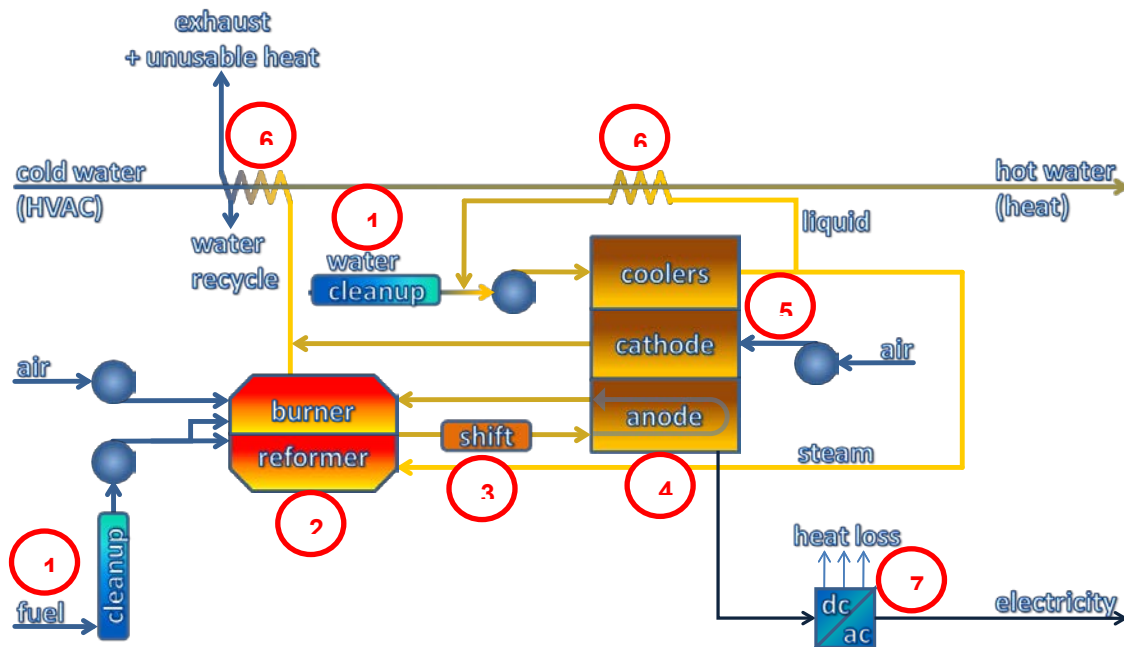 exhaust
+ unusable heat
6
6
cold water
(HVAC)
hot water
(heat)
1
liquid
water
recycle
water
cleanup
coolers
5
cathode
air
air
burner
anode
shift
reformer
steam
3
4
2
1
cleanup
fuel
heat loss
7
dc
ac
electricity